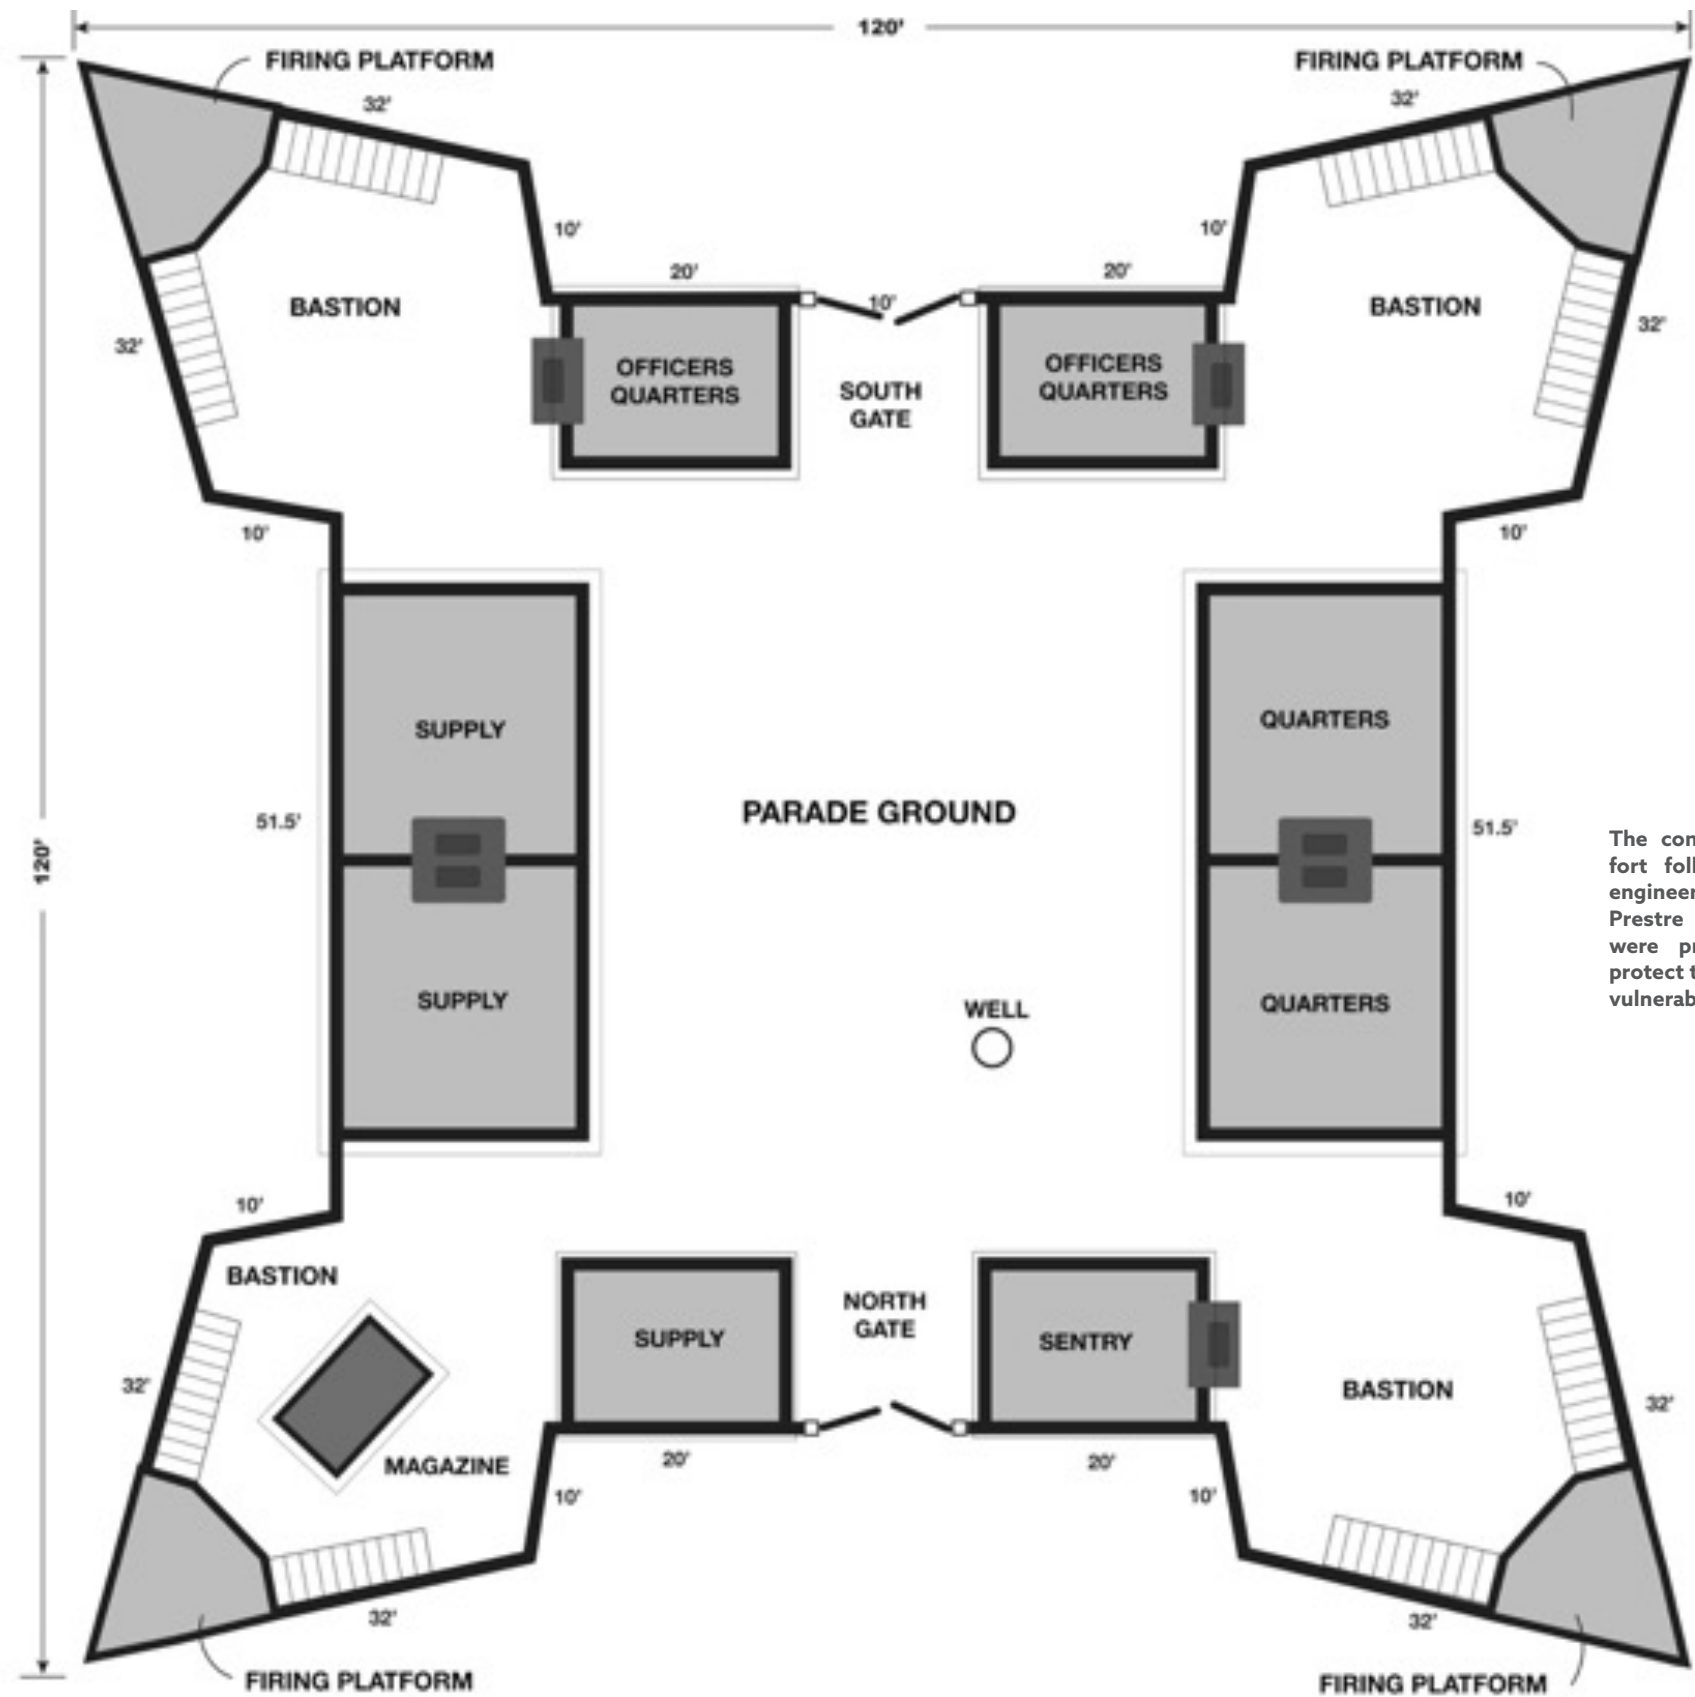 120'
FIRING PLATFORM
FIRING PLATFORM
32'
32'
10'
10'
20'
20'
10'
BASTION
BASTION
32'
32'
OFFICERS
QUARTERS
OFFICERS
QUARTERS
SOUTH
GATE
10'
10'
SUPPLY
QUARTERS
PARADE GROUND
51.5'
51.5'
120'
The con
fort foll
engineer
Prestre
were pr
protect t
vulnerab
SUPPLY
QUARTERS
WELL
10'
10'
BASTION
NORTH
GATE
SUPPLY
SENTRY
32'
BASTION
32'
MAGAZINE
20'
20'
10'
10'
32'
32'
FIRING PLATFORM
FIRING PLATFORM